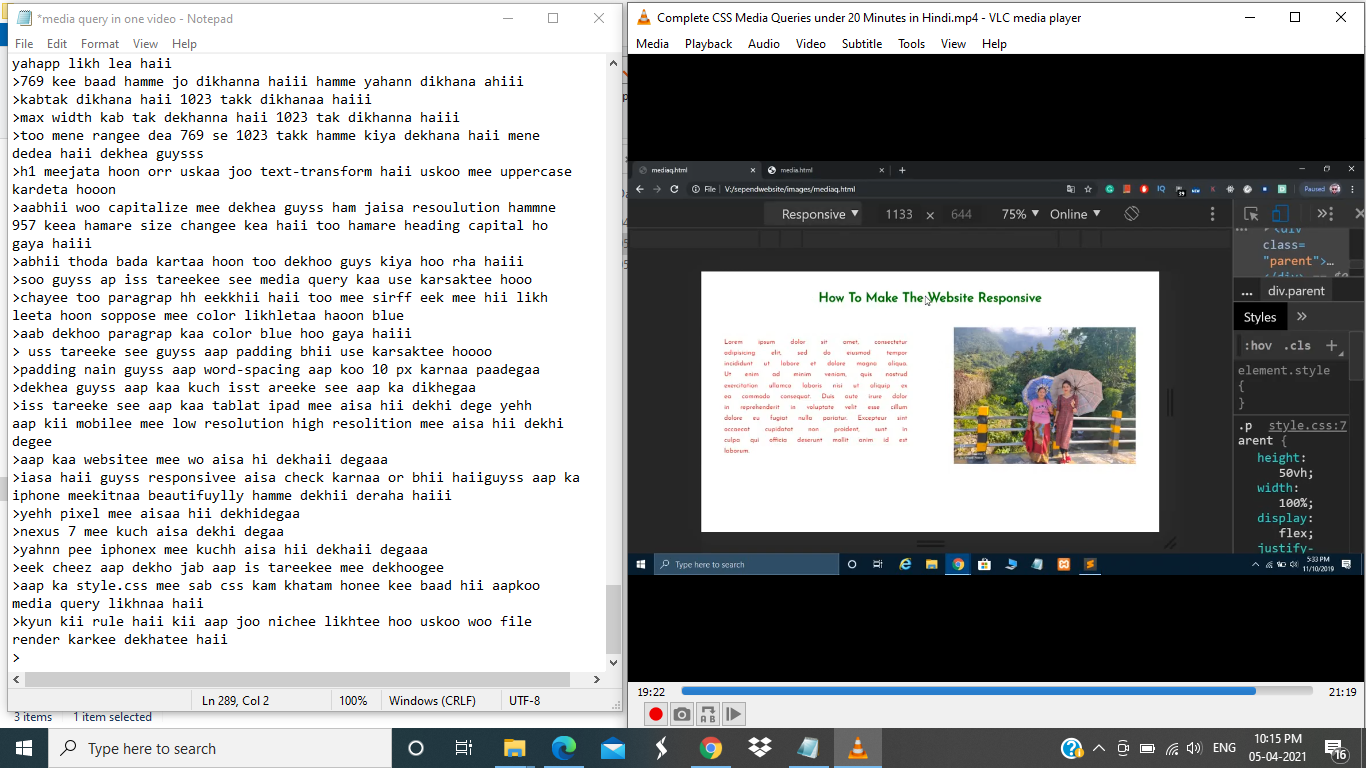 *media query in one video - Notepad
File Edit Format View Help
yahapp likh lea haii
>769 kee baad hamme jo dikhanna haiii hamme yahann dikhana ahiii
>kabtak dikhana haii 1023 takk dikhanaa haiii
>max width kab tak dekhanna haii 1023 tak dikhanna haiii
>too mene rangee dea 769 se 1023 takk hamme kiya dekhana haii mene
dedea haii dekhea guysss
>h1 meejata hoon orr uskaa joo text-transform haii uskoo mee uppercase
kardeta hooon
>aabhii woo capitalize mee dekhea guyss ham jaisa resoulution hammne
957 keea hamare size changee kea haii too hamare heading capital ho
gaya haiii
>abhii thoda bada kartaa hoon too dekhoo guys kiya hoo rha haiii
>soo guyss ap iss tareekee see media query kaa use karsaktee hooo
>chayee too paragrap hh eekkhii haii too mee sirff eek mee hii likh
leeta hoon soppose mee color likhletaa haoon blue
>aab dekhoo paragrap kaa color blue hoo gaya haiii
> uss tareeke see guyss aap padding bhii use karsaktee hoooo
>padding nain guyss aap word-spacing aap koo 10 px karnaa paadegaa
>dekhea guyss aap kaa kuch isst areeke see aap ka dikhegaa
>iss tareeke see aap kaa tablat ipad mee aisa hii dekhi dege yehh
aap kii mobilee mee low resolution high resolition mee aisa hii dekhi
degee
>aap kaa websitee mee wo aisa hi dekhaii degaaa
>iasa haii guyss responsivee aisa check karnaa or bhii haiiguyss aap ka
iphone meekitnaa beautifuylly hamme dekhii deraha haiii
>yehh pixel mee aisaa hii dekhidegaa
>nexus 7 mee kuch aisa dekhi degaa
>yahnn pee iphonex mee kuchh aisa hii dekhaii degaaa
>eek cheez aap dekho jab aap is tareekee mee dekhoogee
>aap ka style.css mee sab css kam khatam honee kee baad hii aapkoo
media query likhnaa haii
>kyun kii rule haii kii aap joo nichee likhtee hoo uskoo woo file
render karkee dekhatee haii
>
Ln 289, Col 2 100% Windows (CRLF) UTF-8
3 items 1 item selected
Complete CSS Media Queries under 20 Minutes in Hindi.mp4 - VLC media player
Media Playback Audio Video Subtitle Tools View Help
mediaq.html media.html
File V:/sependwebsite/images/mediaq.html Paused
Responsive 1133 × 644 75% Online
<div
class=
"parent">…
... div.parent
Styles
:hov .cls
element.style
{
}
.p style.css:7
arent {
height:
50vh;
width:
100%;
display:
flex;
justify-
How To Make The Website Responsive
Lorem ipsum dolor sit amet, consectetur
adipisicing elit, sed do eiusmod tempor
incididunt ut labore et dolore magna aliqua.
Ut enim ad minim veniam, quis nostrud
exercitation ullamco laboris nisi ut aliquip ex
ea commodo consequat. Duis aute irure dolor
in reprehenderit in voluptate velit esse cillum
dolore eu fugiat nulla pariatur. Excepteur sint
occaecat cupidatat non proident, sunt in
culpa qui officia deserunt mollit anim id est
laborum.
Type here to search
5:33 PM
11/10/2019
19:22 21:19
Type here to search
ENG
10:15 PM
05-04-2021
16